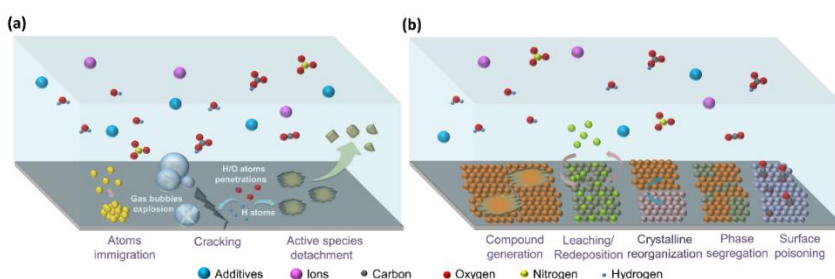 (a)
H/O atoms
penetrations
Gas bubbles
explosion
H atoms
Atoms
immigration
Cracking
Active species
detachment
(b)
Compound
generation
Leaching/
Redeposition
Crystalline
reorganization
Phase
segregation
Surface
poisoning
Additives Ions Carbon Oxygen Nitrogen Hydrogen